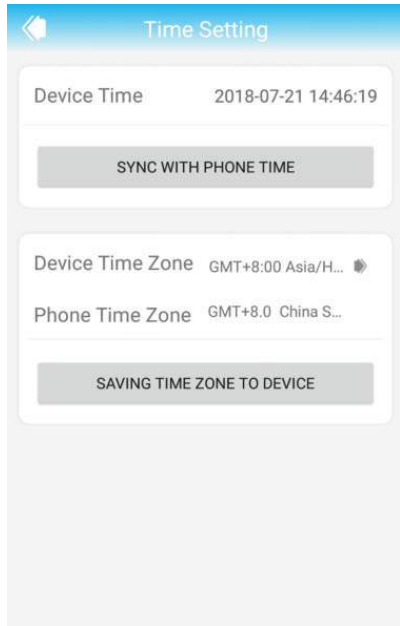 Time Setting
Device Time 2018-07-21 14:46:19
SYNC WITH PHONE TIME
Device Time Zone GMT+8:00 Asia/H...
Phone Time Zone GMT+8.0 China S...
SAVING TIME ZONE TO DEVICE